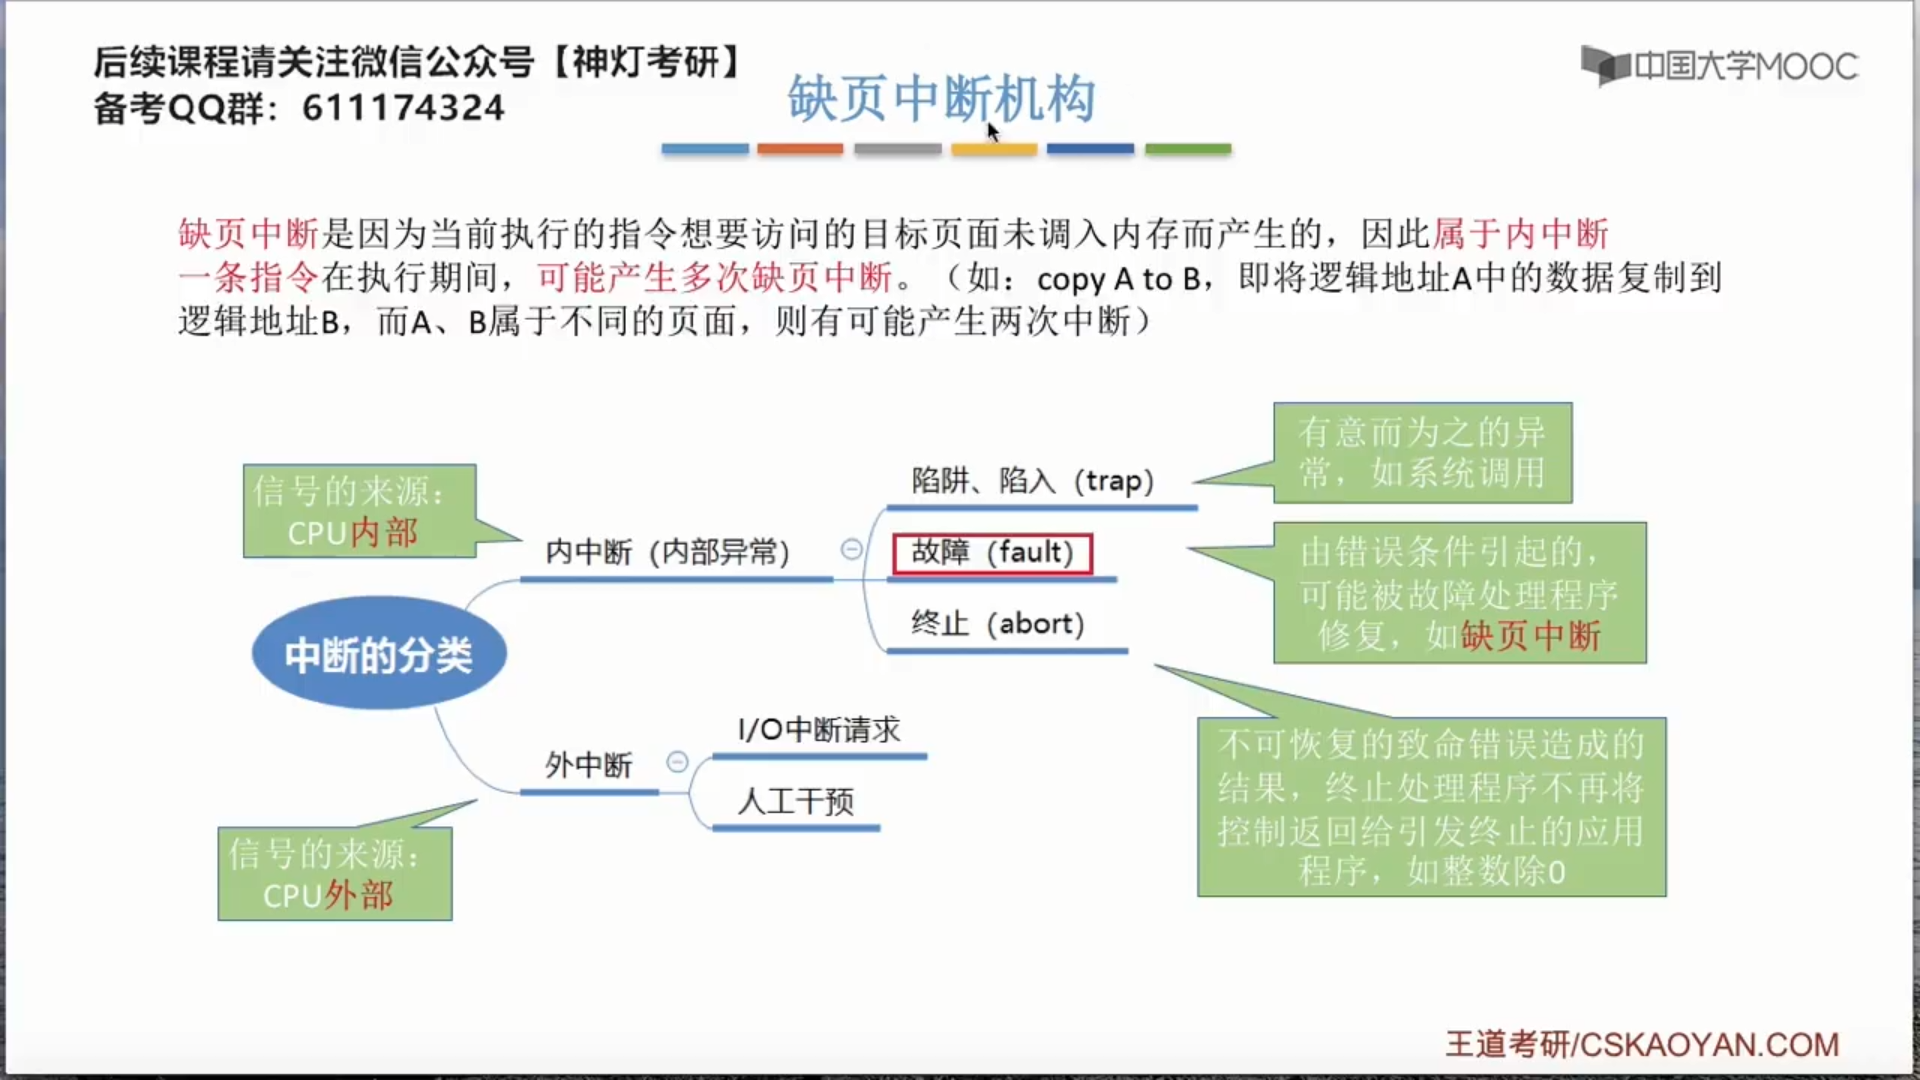 后续课程请关注微信公众号【神灯考研】
备考QQ群：611174324
中国大学MOOC
缺页中断机构
缺页中断是因为当前执行的指令想要访问的目标页面未调入内存而产生的，因此属于内中断
一条指令在执行期间，可能产生多次缺页中断。（如：copy A to B，即将逻辑地址A中的数据复制到
逻辑地址B，而A、B属于不同的页面，则有可能产生两次中断）
信号的来源：
CPU内部
内中断（内部异常）
陷阱、陷入（trap）
有意而为之的异
常，如系统调用
故障（fault）
由错误条件引起的，
可能被故障处理程序
修复，如缺页中断
终止（abort）
不可恢复的致命错误造成的
结果，终止处理程序不再将
控制返回给引发终止的应用
程序，如整数除0
中断的分类
外中断
I/O中断请求
人工干预
信号的来源：
CPU外部
王道考研/CSKAOYAN.COM